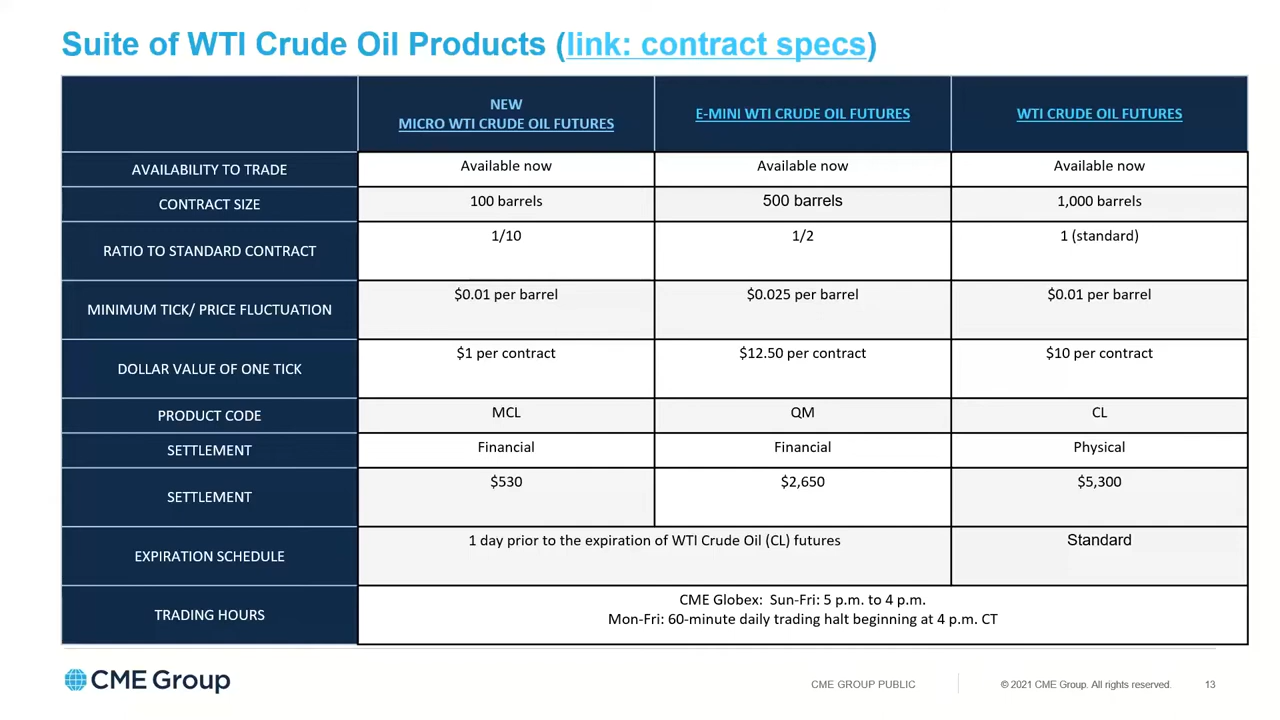 Suite of WTI Crude Oil Products (link: contract specs)
NEW
MICRO WTI CRUDE OIL FUTURES
E-MINI WTI CRUDE OIL FUTURES
WTI CRUDE OIL FUTURES
AVAILABILITY TO TRADE
Available now
Available now
Available now
CONTRACT SIZE
100 barrels
500 barrels
1,000 barrels
RATIO TO STANDARD CONTRACT
1/10
1/2
1 (standard)
MINIMUM TICK/ PRICE FLUCTUATION
$0.01 per barrel
$0.025 per barrel
$0.01 per barrel
DOLLAR VALUE OF ONE TICK
$1 per contract
$12.50 per contract
$10 per contract
PRODUCT CODE
MCL
QM
CL
SETTLEMENT
Financial
Financial
Physical
SETTLEMENT
$530
$2,650
$5,300
EXPIRATION SCHEDULE
1 day prior to the expiration of WTI Crude Oil (CL) futures
Standard
TRADING HOURS
CME Globex: Sun-Fri: 5 p.m. to 4 p.m.
Mon-Fri: 60-minute daily trading halt beginning at 4 p.m. CT
CME Group
CME GROUP PUBLIC
© 2021 CME Group. All rights reserved.
13